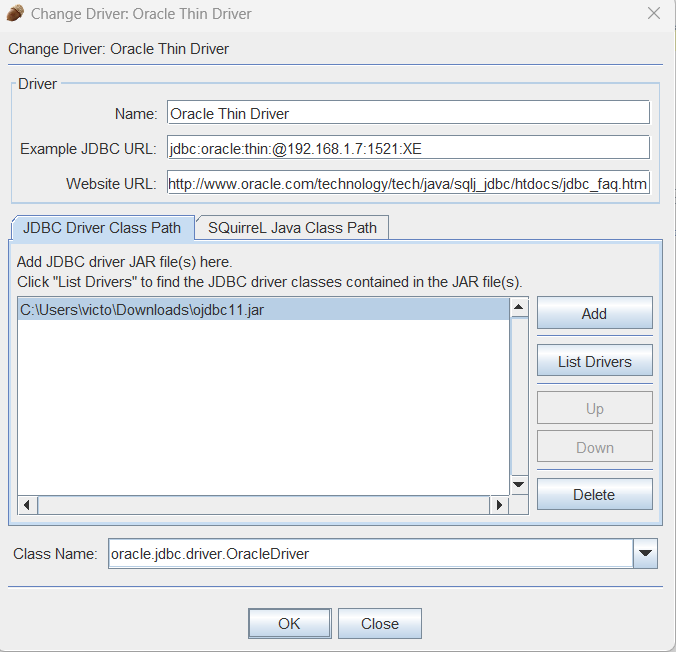 Change Driver: Oracle Thin Driver
Change Driver: Oracle Thin Driver
Driver
Name: Oracle Thin Driver
Example JDBC URL: jdbc:oracle:thin:@192.168.1.7:1521:XE
Website URL: http://www.oracle.com/technology/tech/java/sqlj_jdbc/htdocs/jdbc_faq.htm
JDBC Driver Class Path SQuirreL Java Class Path
Add JDBC driver JAR file(s) here.
Click "List Drivers" to find the JDBC driver classes contained in the JAR file(s).
C:\Users\victo\Downloads\ojdbc11.jar
Add
List Drivers
Up
Down
Delete
Class Name: oracle.jdbc.driver.OracleDriver
OK Close